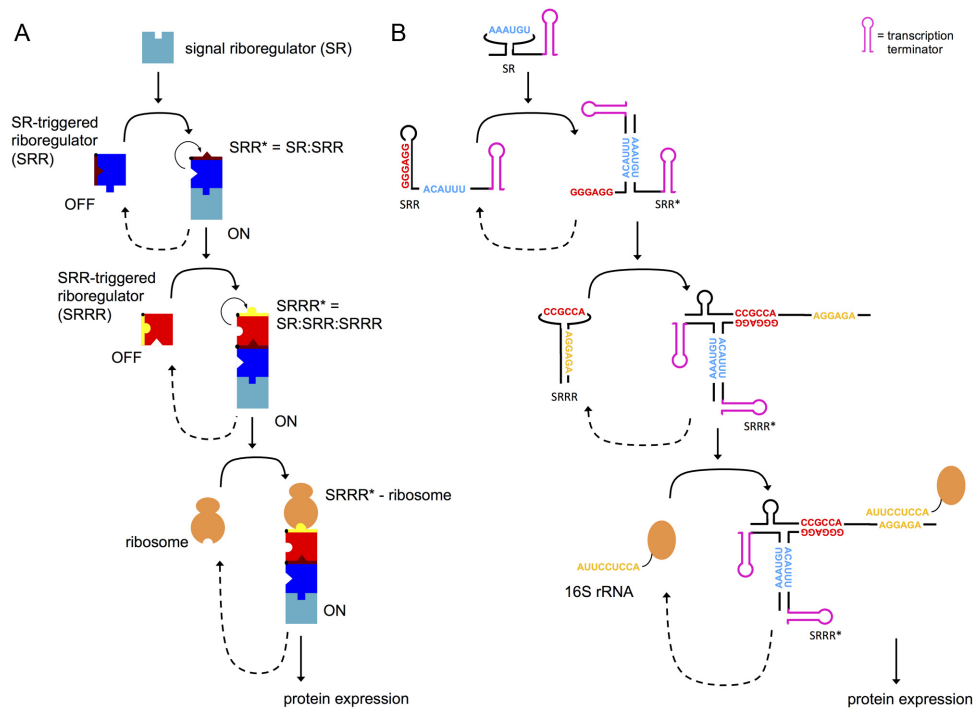 A
signal riboregulator (SR)
SR-triggered
riboregulator
(SRR)
SRR* = SR:SRR
OFF
ON
SRR-triggered
riboregulator
(SRRR)
SRRR* =
SR:SRR:SRRR
OFF
ON
SRRR* - ribosome
ribosome
ON
protein expression
B
AAAUGU
SR
= transcription
terminator
GGGAGG
ACAUUU
SRR
ACAUUU
AAAUGU
GGGAGG
SRR*
CCGCCA
AGGAGA
SRRR
CCGCCA
GGGAGG
AGGAGA
ACAUUU
AAAUGU
SRRR*
AUUCCUCCA
16S rRNA
AUUCCUCCA
CCGCCA
GGGAGG
AGGAGA
ACAUUU
AAAUGU
SRRR*
protein expression